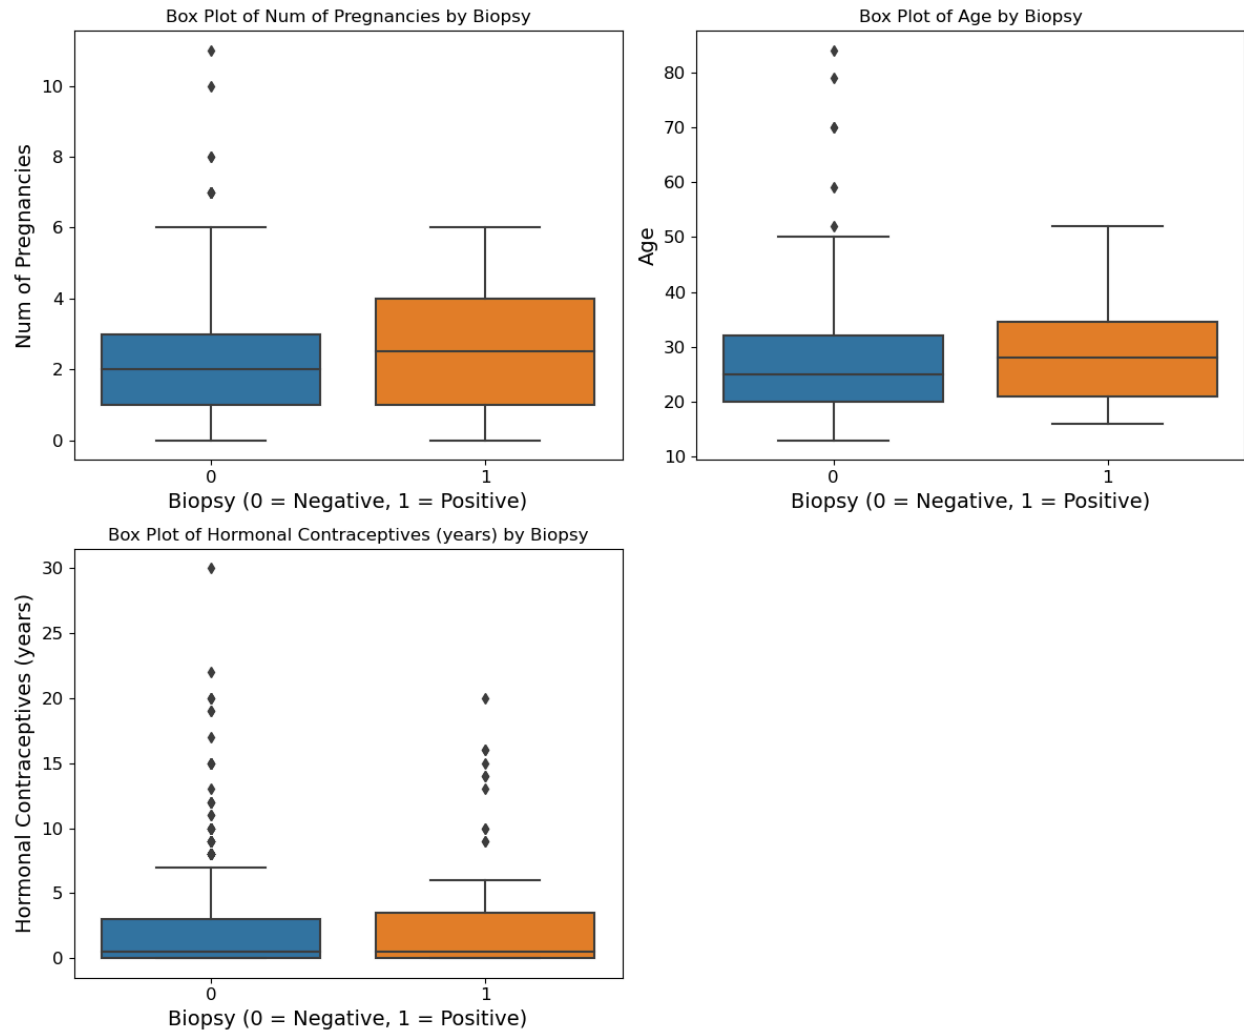 Box Plot of Num of Pregnancies by Biopsy
Num of Pregnancies
10
8
6
4
2
0
0 1
Biopsy (0 = Negative, 1 = Positive)
Box Plot of Age by Biopsy
Age
80
70
60
50
40
30
20
10
0 1
Biopsy (0 = Negative, 1 = Positive)
Box Plot of Hormonal Contraceptives (years) by Biopsy
Hormonal Contraceptives (years)
30
25
20
15
10
5
0
0 1
Biopsy (0 = Negative, 1 = Positive)